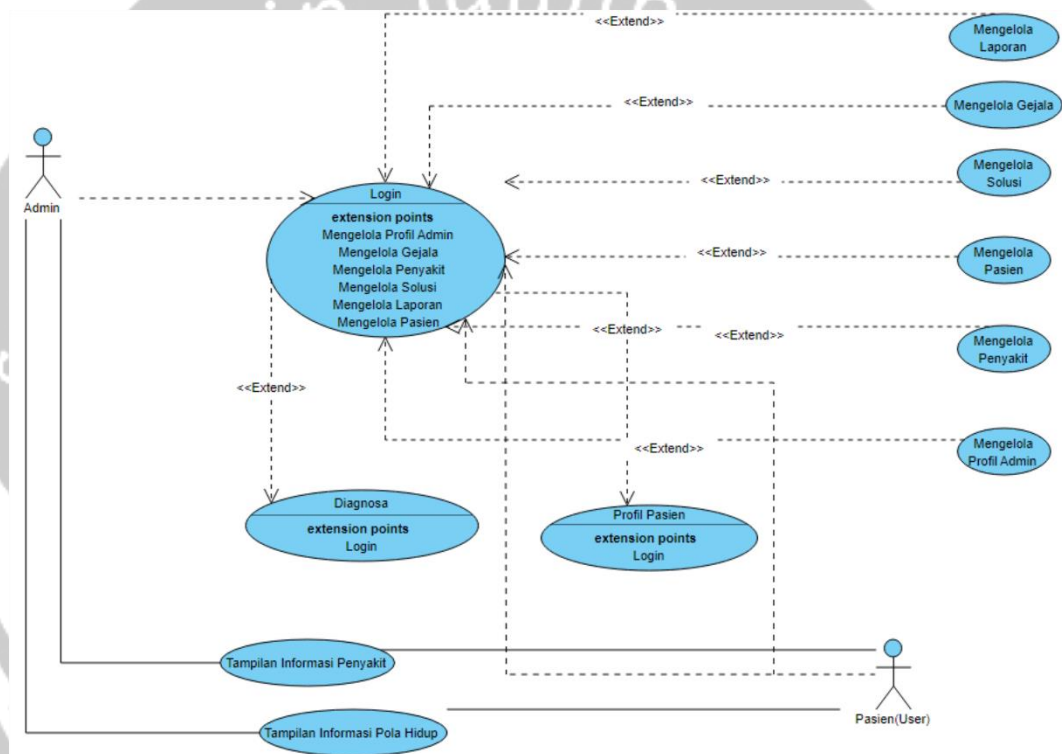 <<Extend>>
Mengelola
Laporan
<<Extend>>
Mengelola Gejala
<<Extend>>
Mengelola
Solusi
Admin
Login
extension points
Mengelola Profil Admin
Mengelola Gejala
Mengelola Penyakit
Mengelola Solusi
Mengelola Laporan
Mengelola Pasien
<<Extend>>
Mengelola
Pasien
<<Extend>>
<<Extend>>
Mengelola
Penyakit
<<Extend>>
<<Extend>>
Mengelola
Profil Admin
Diagnosa
extension points
Login
Profil Pasien
extension points
Login
Tampilan Informasi Penyakit
Pasien(User)
Tampilan Informasi Pola Hidup